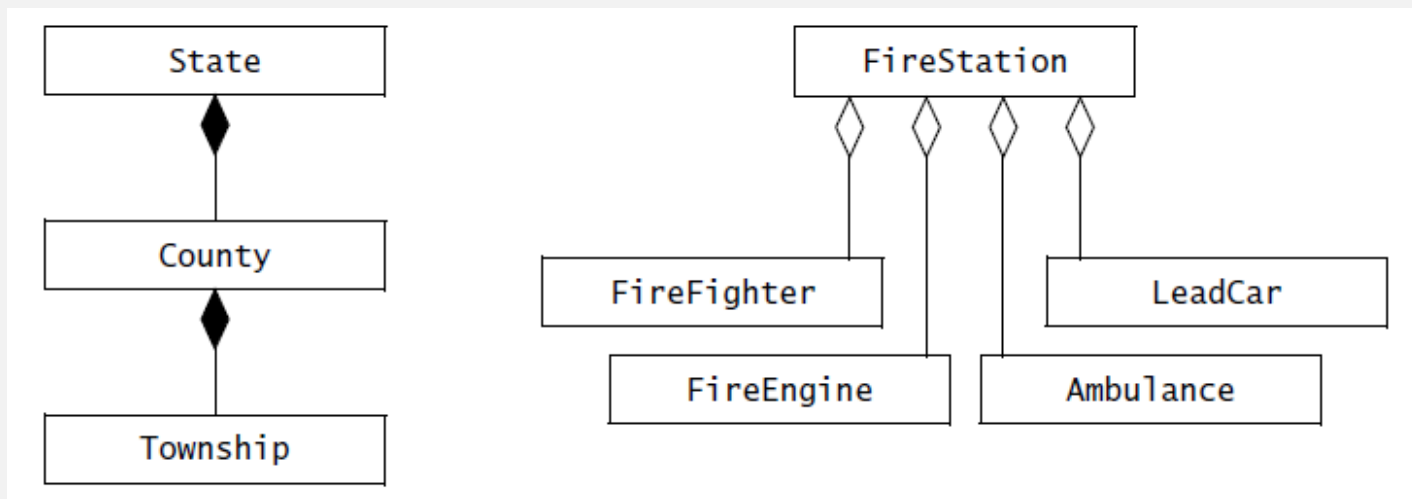 State
County
Township
FireStation
FireFighter
LeadCar
FireEngine
Ambulance